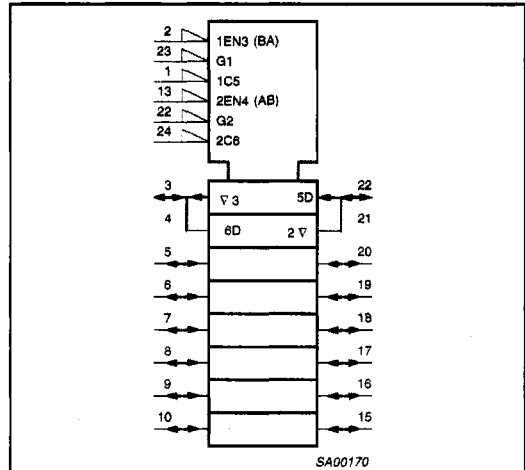 2 1EN3 (BA)
23 G1
1 1C5
13 2EN4 (AB)
22 G2
24 2C6
3 ∇ 3 5D 22
4 6D 2 ∇ 21
5 20
6 19
7 18
8 17
9 16
10 15
SA00170